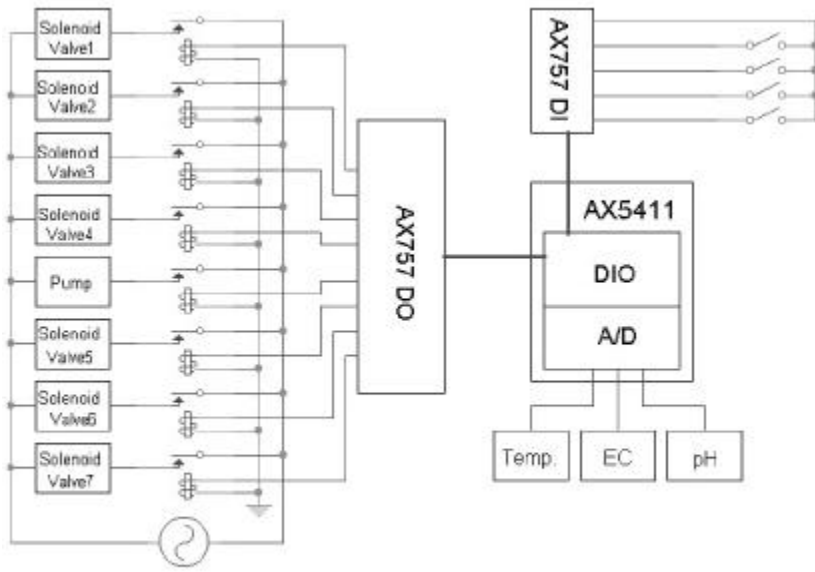 Solenoid
Valve1
Solenoid
Valve2
Solenoid
Valve3
Solenoid
Valve4
Pump
Solenoid
Valve5
Solenoid
Valve6
Solenoid
Valve7
AX757 DO
AX757 DI
AX5411
DIO
A/D
Temp.
EC
pH